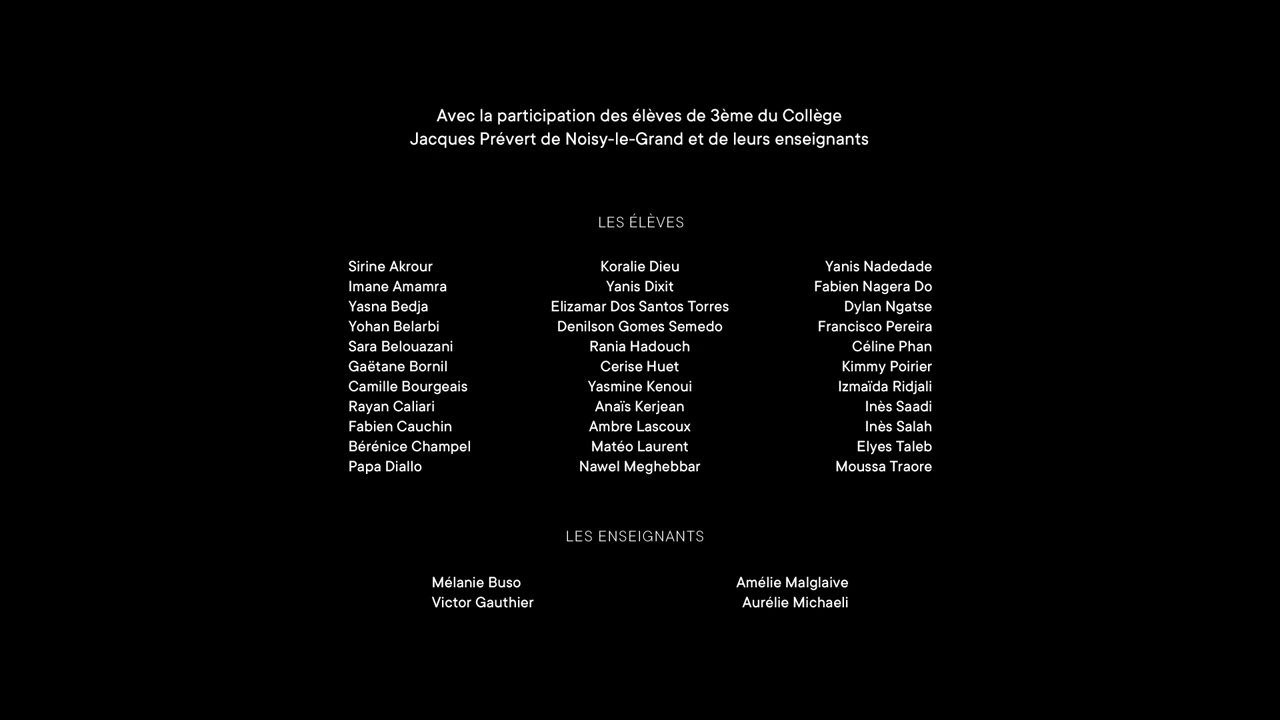 Avec la participation des élèves de 3ème du Collège
Jacques Prévert de Noisy-le-Grand et de leurs enseignants
LES ÉLÈVES
Sirine Akrour
Imane Amamra
Yasna Bedja
Yohan Belarbi
Sara Belouazani
Gaëtane Bornil
Camille Bourgeais
Rayan Caliari
Fabien Cauchin
Bérénice Champel
Papa Diallo
Koralie Dieu
Yanis Dixit
Elizamar Dos Santos Torres
Denilson Gomes Semedo
Rania Hadouch
Cerise Huet
Yasmine Kenoui
Anaïs Kerjean
Ambre Lascoux
Matéo Laurent
Nawel Meghebbar
Yanis Nadedade
Fabien Nagera Do
Dylan Ngatse
Francisco Pereira
Céline Phan
Kimmy Poirier
Izmaïda Ridjali
Inès Saadi
Inès Salah
Elyes Taleb
Moussa Traore
LES ENSEIGNANTS
Mélanie Buso
Victor Gauthier
Amélie Malglaive
Aurélie Michaeli